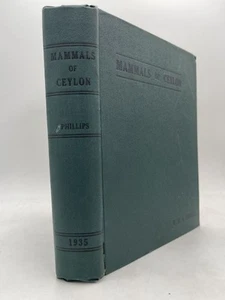 MAMMALS
OF
CEYLON
PHILLIPS
1935
MAMMALS OF CEYLON